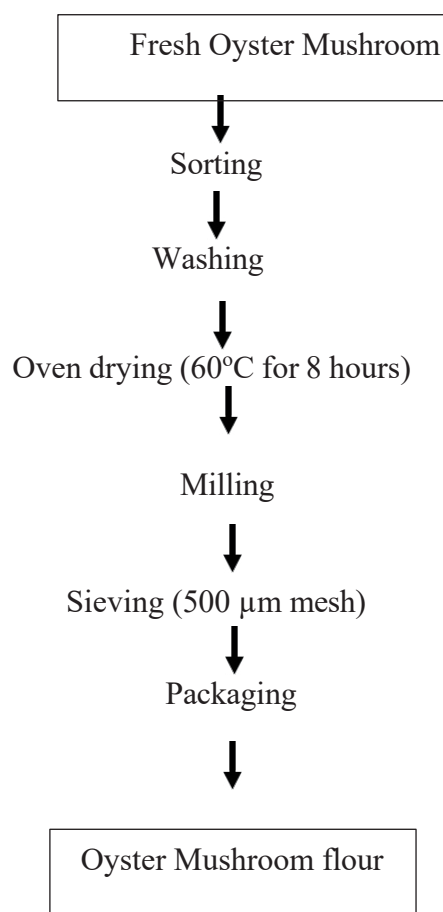 Fresh Oyster Mushroom
Sorting
Washing
Oven drying (60ºC for 8 hours)
Milling
Sieving (500 µm mesh)
Packaging
Oyster Mushroom flour